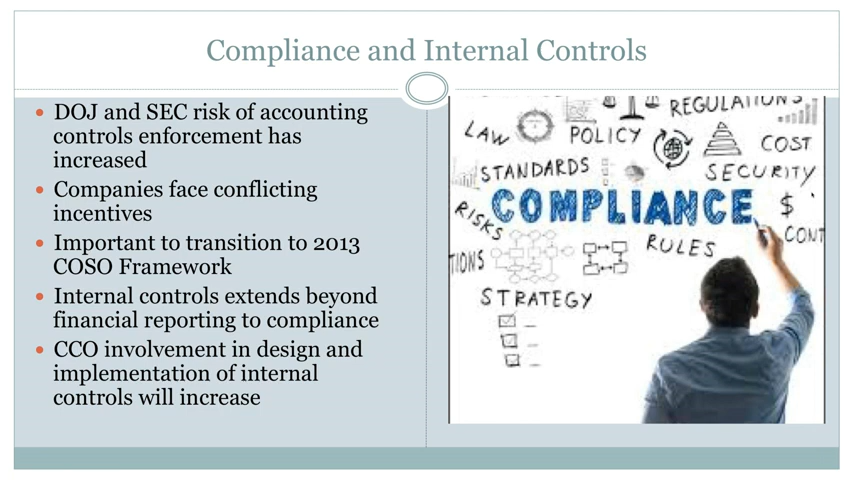 Compliance and Internal Controls
• DOJ and SEC risk of accounting
controls enforcement has
increased
• Companies face conflicting
incentives
• Important to transition to 2013
COSO Framework
• Internal controls extends beyond
financial reporting to compliance
• CCO involvement in design and
implementation of internal
controls will increase
REGULATIONS
LAW
POLICY
COST
STANDARDS
SECURITY
RISKS
COMPLIANCE
$
CONT
TIONS
RULES
STRATEGY